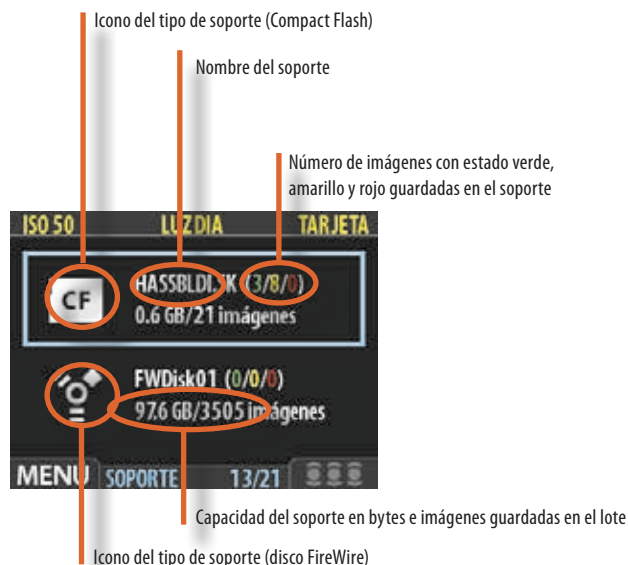 Icono del tipo de soporte (Compact Flash)
Nombre del soporte
Número de imágenes con estado verde,
amarillo y rojo guardadas en el soporte
ISO 50 LUZ DIA TARJETA
CF
HASSBLDI.SK (3/8/0)
0.6 GB/21 imágenes
FWDisk01 (0/0/0)
97.6 GB/3505 imágenes
MENU SOPORTE 13/21
Capacidad del soporte en bytes e imágenes guardadas en el lote
Icono del tipo de soporte (disco FireWire)